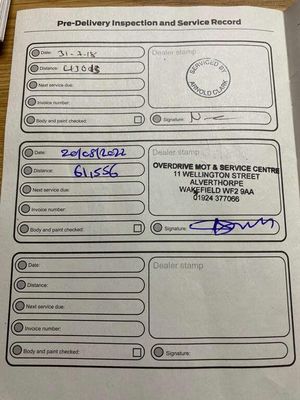 Pre-Delivery Inspection and Service Record
Date: 31-7-18
Dealer stamp
Distance:
Next service due:
SERVICED BY
ARNOLD CLARK
Invoice number:
Body and paint checked:
Signature:
Date: 20/08/2022
Dealer stamp
Distance: 61,556
OVERDRIVE MOT & SERVICE CENTRE
11 WELLINGTON STREET
ALVERTHORPE
WAKEFIELD WF2 9AA
01924 377066
Next service due:
Invoice number:
Body and paint checked:
Signature:
Date:
Dealer stamp
Distance:
Next service due:
Invoice number:
Body and paint checked:
Signature: